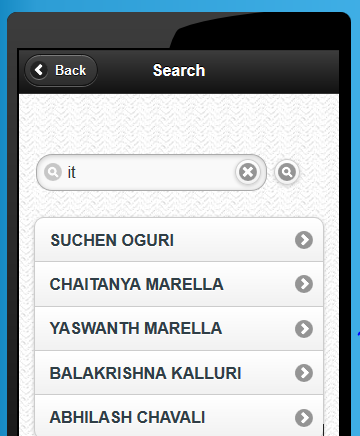 Back
Search
it
SUCHEN OGURI
CHAITANYA MARELLA
YASWANTH MARELLA
BALAKRISHNA KALLURI
ABHILASH CHAVALI